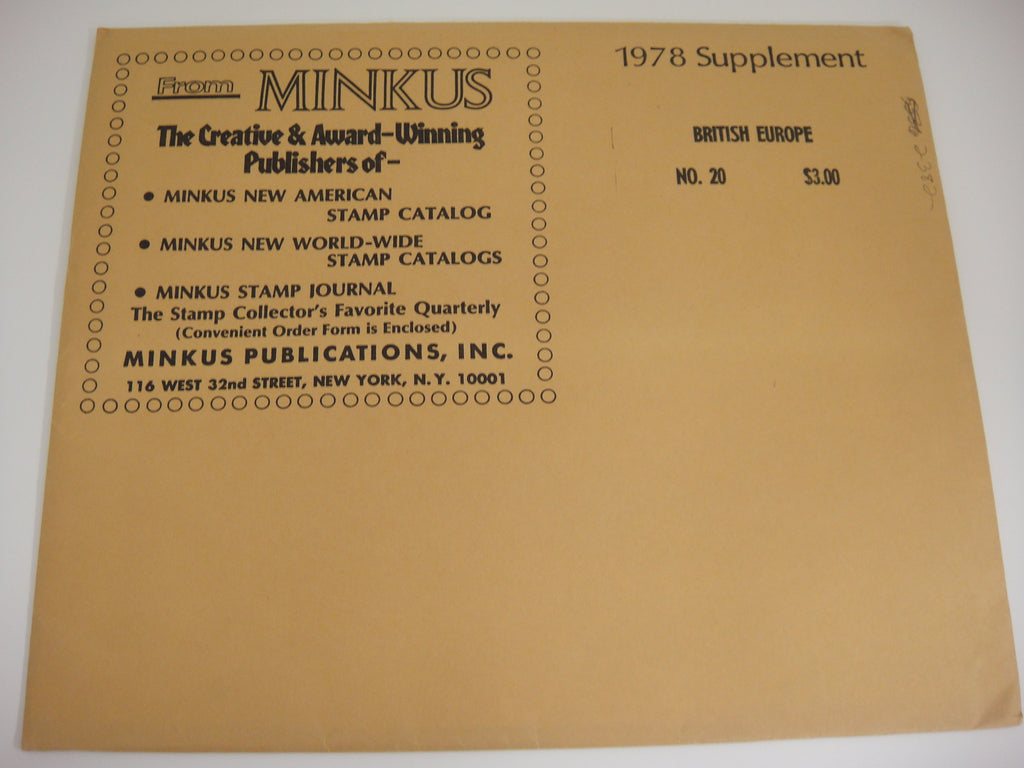 From MINKUS
The Creative & Award-Winning
Publishers of-
● MINKUS NEW AMERICAN
STAMP CATALOG
● MINKUS NEW WORLD-WIDE
STAMP CATALOGS
● MINKUS STAMP JOURNAL
The Stamp Collector's Favorite Quarterly
(Convenient Order Form is Enclosed)
MINKUS PUBLICATIONS, INC.
116 WEST 32nd STREET, NEW YORK, N.Y. 10001
1978 Supplement
BRITISH EUROPE
NO. 20 $3.00